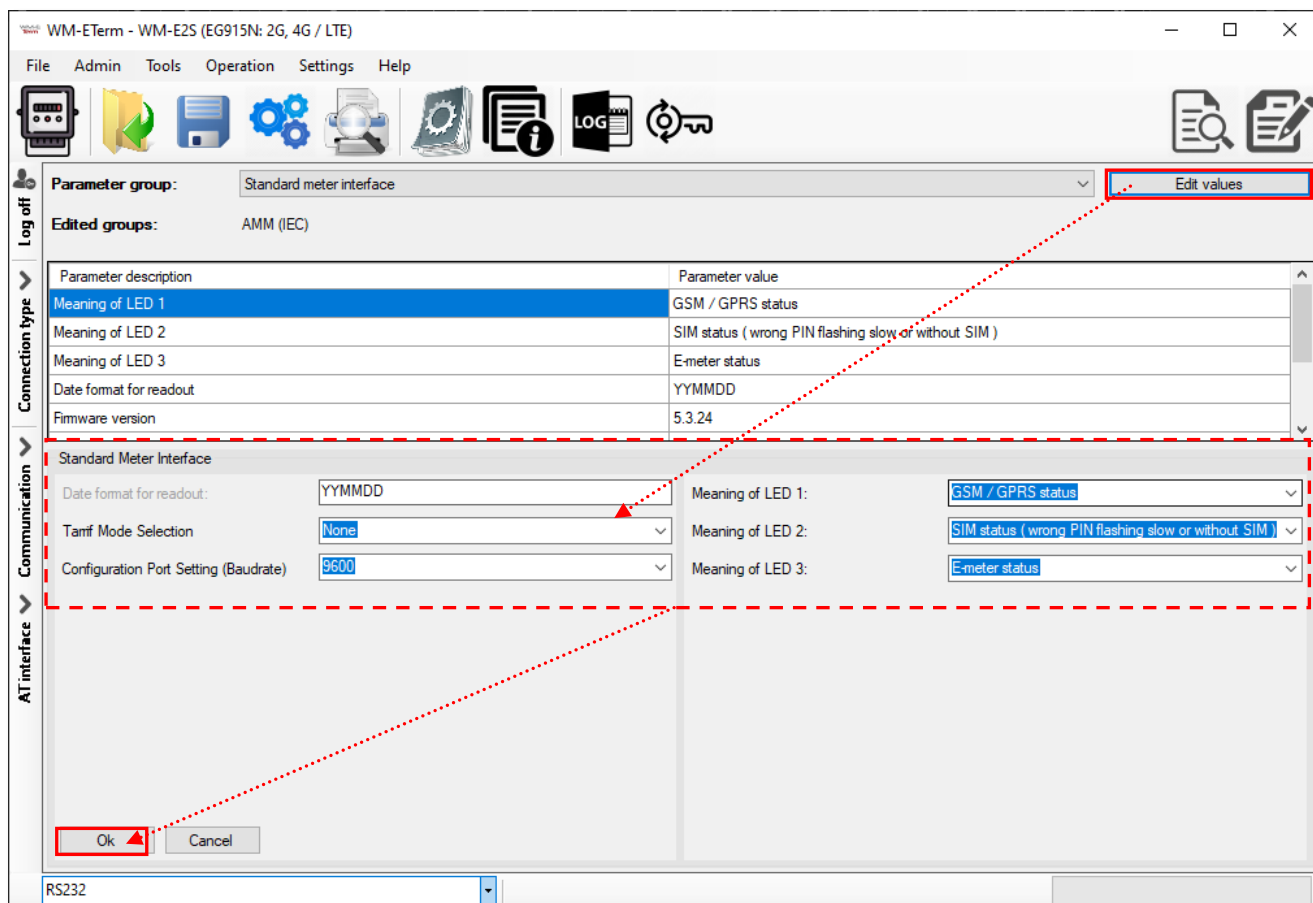 WM-ETerm - WM-E2S (EG915N: 2G, 4G / LTE)
File Admin Tools Operation Settings Help
LOG
Log off
Connection type
Communication
AT interface
Parameter group: Standard meter interface Edit values
Edited groups: AMM (IEC)
Parameter description Parameter value
Meaning of LED 1 GSM / GPRS status
Meaning of LED 2 SIM status ( wrong PIN flashing slow or without SIM )
Meaning of LED 3 E-meter status
Date format for readout YYMMDD
Firmware version 5.3.24
Standard Meter Interface
Date format for readout: YYMMDD Meaning of LED 1: GSM / GPRS status
Tarrif Mode Selection None Meaning of LED 2: SIM status ( wrong PIN flashing slow or without SIM )
Configuration Port Setting (Baudrate) 9600 Meaning of LED 3: E-meter status
Ok Cancel
RS232